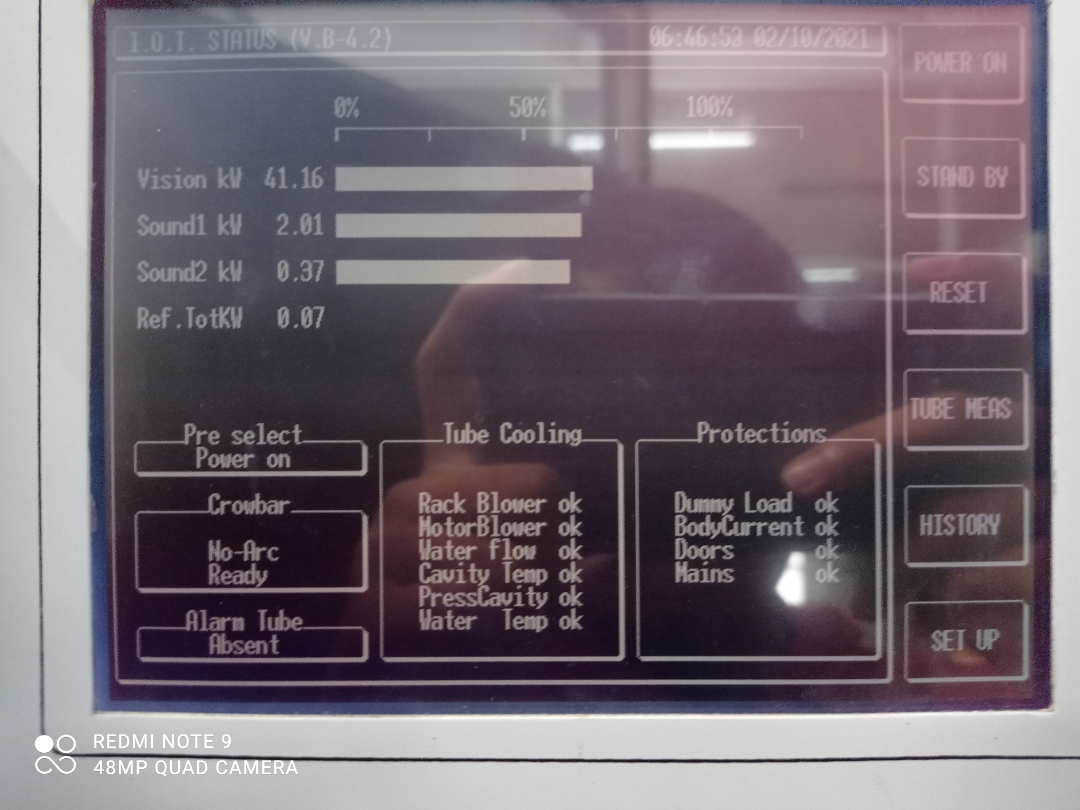 I.O.T. STATUS (V.B-4.2) 06:46:53 02/10/2021
POWER ON
0% 50% 100%
Vision kW 41.16
STAND BY
Sound1 kW 2.01
Sound2 kW 0.37
RESET
Ref.TotKW 0.07
TUBE MEAS
Pre select
Power on
Crowbar
No-Arc
Ready
Alarm Tube
Absent
Tube Cooling
Rack Blower ok
MotorBlower ok
Water flow ok
Cavity Temp ok
PressCavity ok
Water Temp ok
Protections
Dummy Load ok
BodyCurrent ok
Doors ok
Mains ok
HISTORY
SET UP
REDMI NOTE 9
48MP QUAD CAMERA